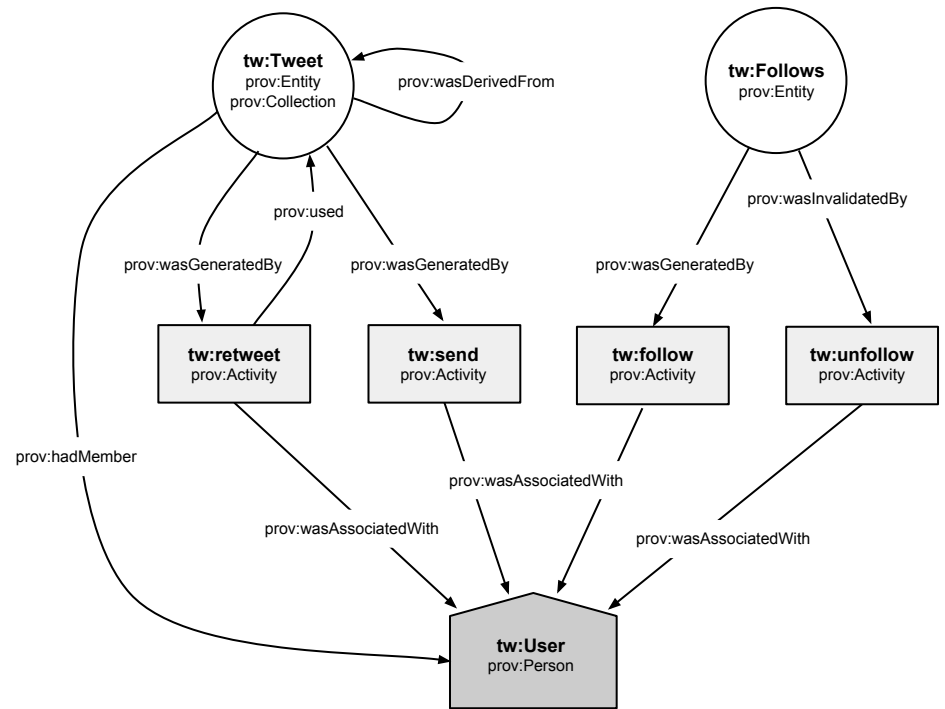 tw:Tweet
prov:Entity
prov:Collection
prov:wasDerivedFrom
tw:Follows
prov:Entity
prov:used
prov:wasInvalidatedBy
prov:wasGeneratedBy
prov:wasGeneratedBy
prov:wasGeneratedBy
tw:retweet
prov:Activity
tw:send
prov:Activity
tw:follow
prov:Activity
tw:unfollow
prov:Activity
prov:hadMember
prov:wasAssociatedWith
prov:wasAssociatedWith
prov:wasAssociatedWith
tw:User
prov:Person